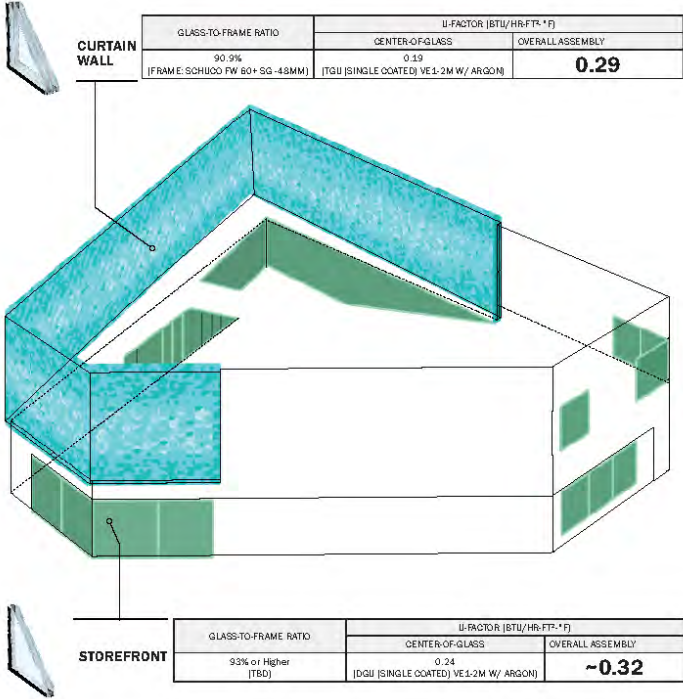 CURTAIN
WALL
GLASS-TO-FRAME RATIO
U-FACTOR (BTU/HR-FT²-°F)
CENTER-OF-GLASS
OVERALL ASSEMBLY
90.9%
(FRAME: SCHUCO FW 60+ SG -48MM)
0.19
(TGU (SINGLE COATED) VE1-2M W/ ARGON)
0.29
STOREFRONT
GLASS-TO-FRAME RATIO
U-FACTOR (BTU/HR-FT²-°F)
CENTER-OF-GLASS
OVERALL ASSEMBLY
93% or Higher
(TBD)
0.24
(DGU (SINGLE COATED) VE1-2M W/ ARGON)
~0.32